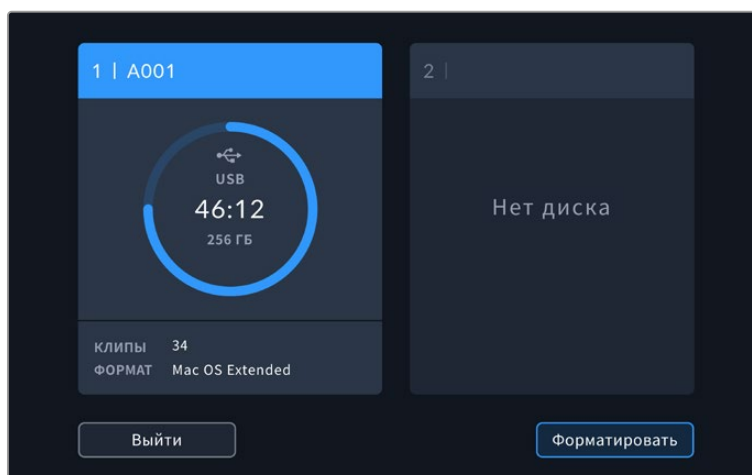 1 | A001
USB
46:12
256 ГБ
КЛИПЫ 34
ФОРМАТ Mac OS Extended
2 |
Нет диска
Выйти
Форматировать